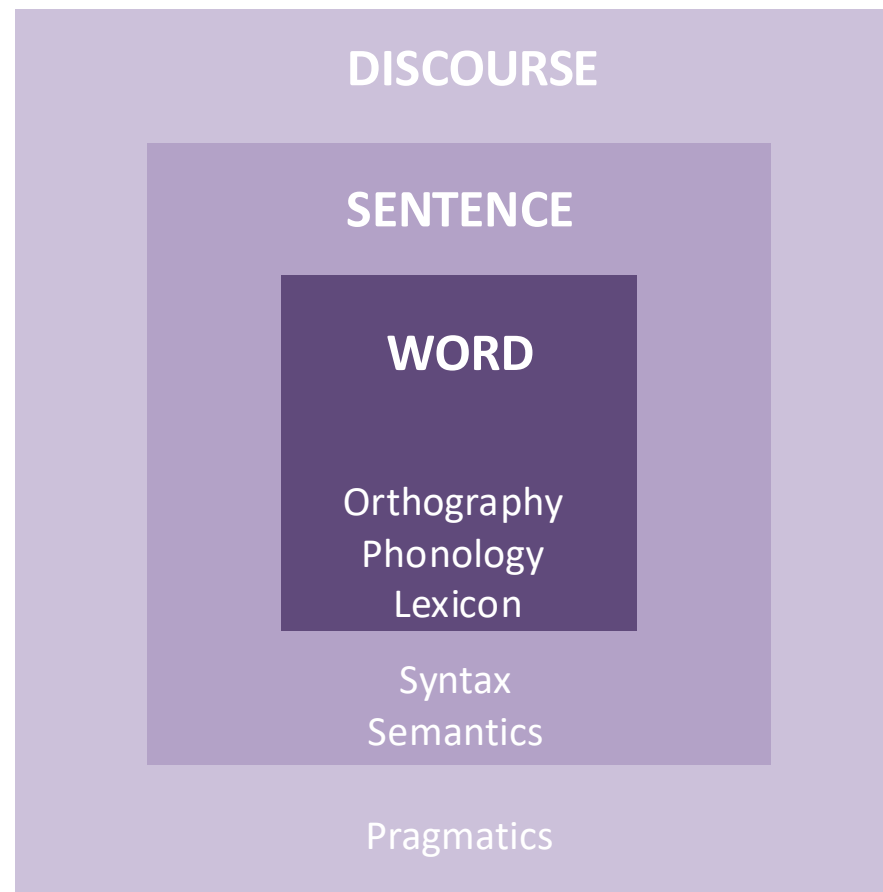 DISCOURSE
SENTENCE
WORD
Orthography
Phonology
Lexicon
Syntax
Semantics
Pragmatics